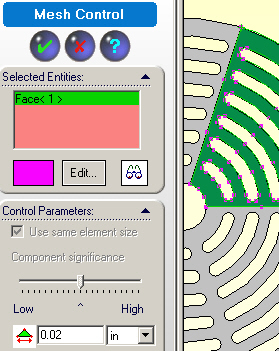 Mesh Control
?
Selected Entities:
Face< 1 >
Edit...
Control Parameters:
Use same element size
Component significance
Low ^ High
0.02 in